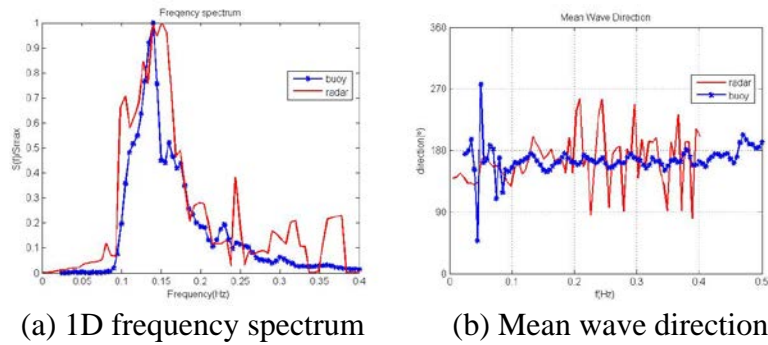 Freqency spectrum
1
0.9
0.8
0.7
0.6
0.5
0.4
0.3
0.2
0.1
0
S(f)/Smax
buoy
radar
0 0.05 0.1 0.15 0.2 0.25 0.3 0.35 0.4
Frequency(Hz)
Mean Wave Direction
360
270
180
90
0
direction(°)
radar
buoy
0 0.1 0.2 0.3 0.4 0.5
f(Hz)
(a) 1D frequency spectrum
(b) Mean wave direction